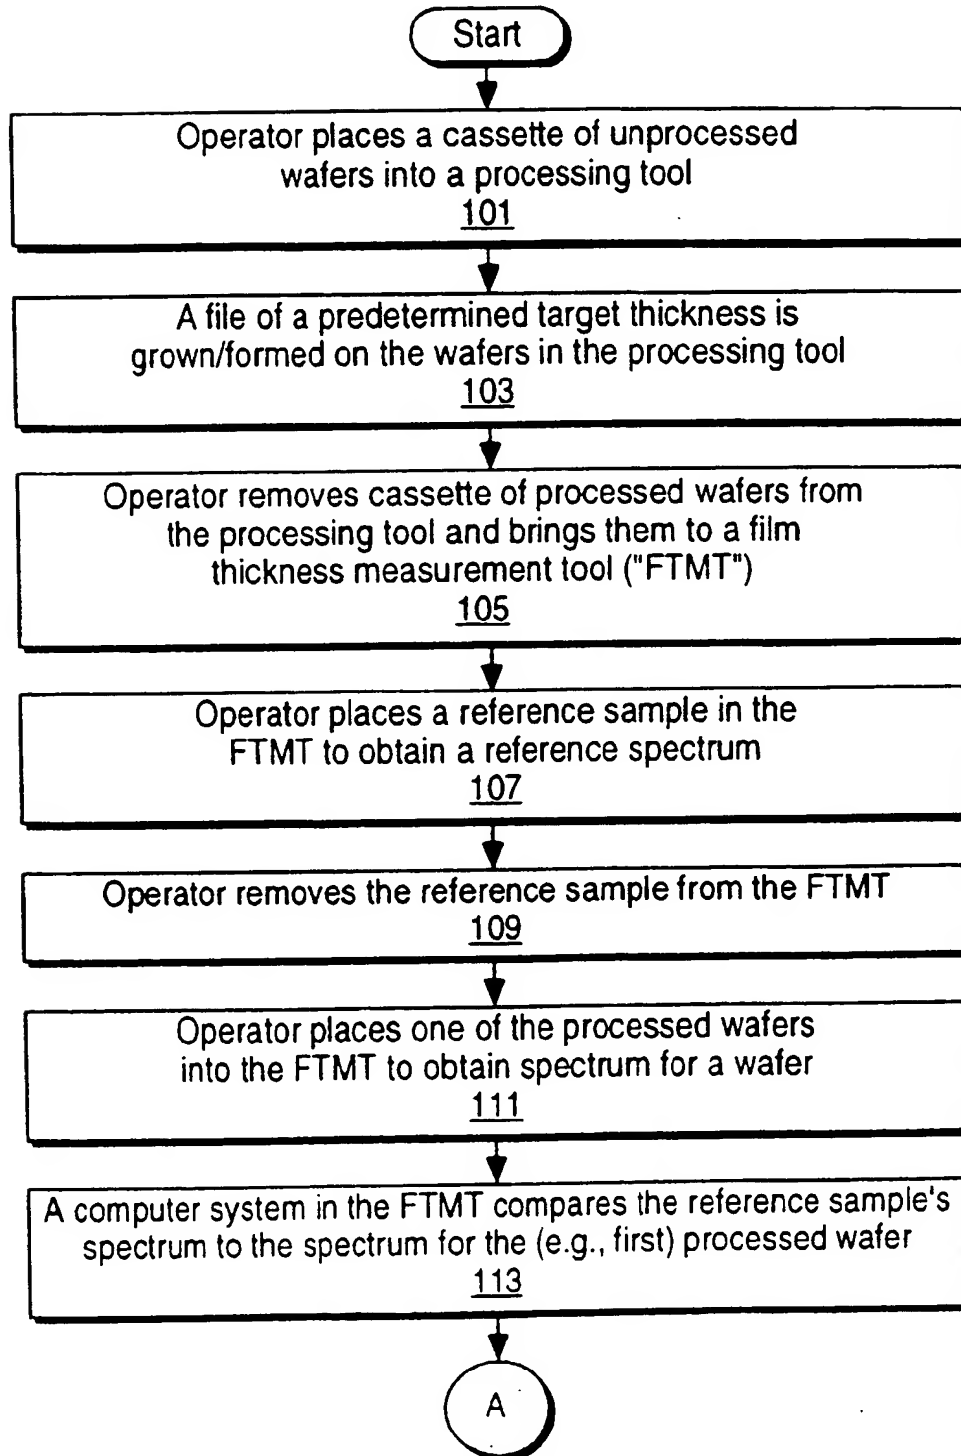 Start
Operator places a cassette of unprocessed
wafers into a processing tool
101
A file of a predetermined target thickness is
grown/formed on the wafers in the processing tool
103
Operator removes cassette of processed wafers from
the processing tool and brings them to a film
thickness measurement tool ("FTMT")
105
Operator places a reference sample in the
FTMT to obtain a reference spectrum
107
Operator removes the reference sample from the FTMT
109
Operator places one of the processed wafers
into the FTMT to obtain spectrum for a wafer
111
A computer system in the FTMT compares the reference sample's
spectrum to the spectrum for the (e.g., first) processed wafer
113
A